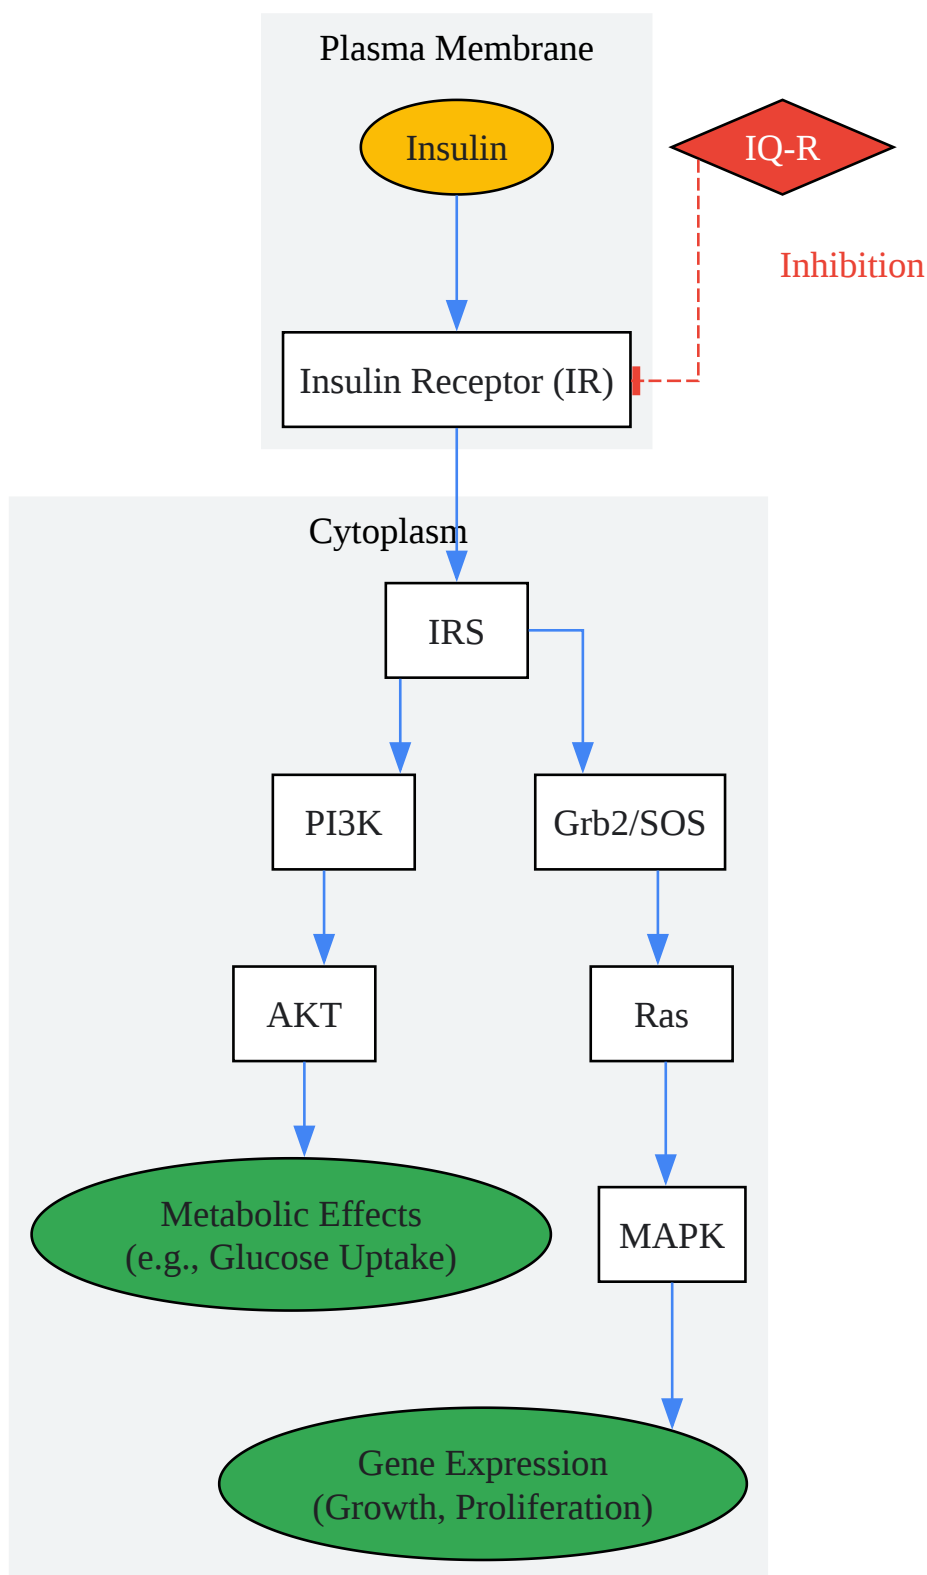 Plasma Membrane
Insulin
IQ-R
Inhibition
Insulin Receptor (IR)
Cytoplasm
IRS
PI3K
Grb2/SOS
AKT
Ras
Metabolic Effects
(e.g., Glucose Uptake)
MAPK
Gene Expression
(Growth, Proliferation)